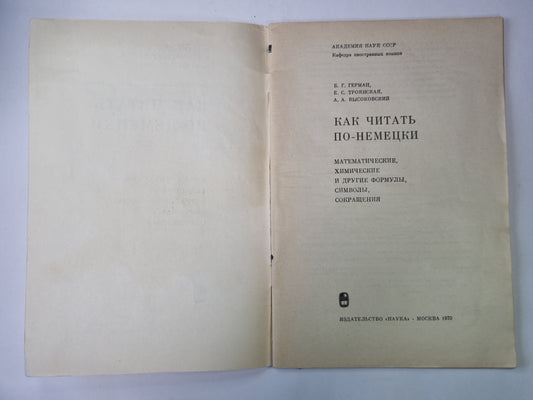 АКАДЕМИЯ НАУК СССР
Кафедра иностранных языков
Б. Г. ГЕРМАН,
Е. С. ТРОЯНСКАЯ,
А. А. ВЫСОКОВСКИЙ
КАК ЧИТАТЬ
ПО-НЕМЕЦКИ
МАТЕМАТИЧЕСКИЕ,
ХИМИЧЕСКИЕ
И ДРУГИЕ ФОРМУЛЫ,
СИМВОЛЫ,
СОКРАЩЕНИЯ
ИЗДАТЕЛЬСТВО «НАУКА» · МОСКВА 1970